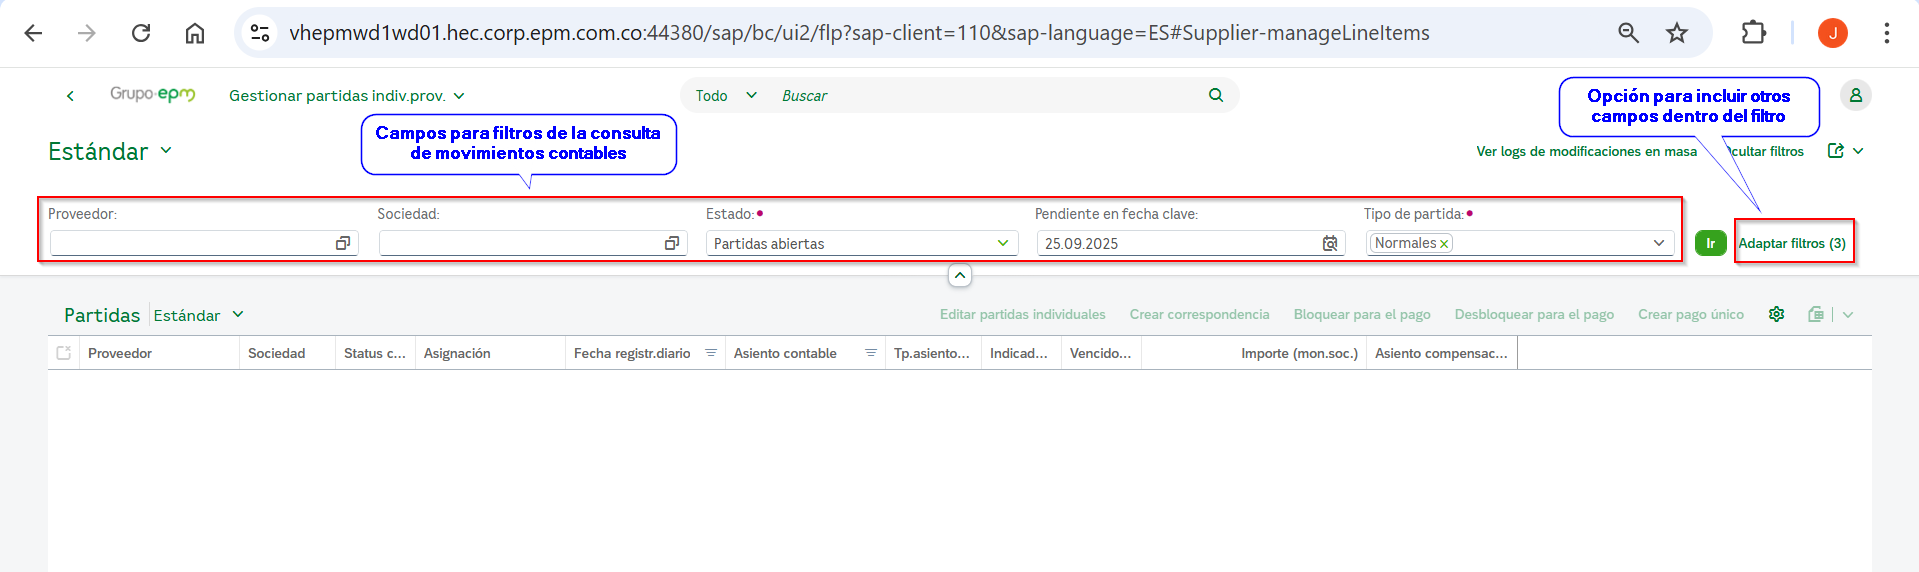 vhepmwd1wd01.hec.corp.epm.com.co:44380/sap/bc/ui2/flp?sap-client=110&sap-language=ES#Supplier-manageLineItems
J
Grupo·epm
Gestionar partidas indiv.prov.
Todo
Buscar
Opción para incluir otros
campos dentro del filtro
Campos para filtros de la consulta
de movimientos contables
Estándar
Ver logs de modificaciones en masa
cultar filtros
Proveedor:
Sociedad:
Estado:
Pendiente en fecha clave:
Tipo de partida:
Partidas abiertas
25.09.2025
Normales
Ir
Adaptar filtros (3)
Partidas
Estándar
Editar partidas individuales
Crear correspondencia
Bloquear para el pago
Desbloquear para el pago
Crear pago único
Proveedor
Sociedad
Status c...
Asignación
Fecha registr.diario
Asiento contable
Tp.asiento...
Indicad...
Vencido...
Importe (mon.soc.)
Asiento compensac...